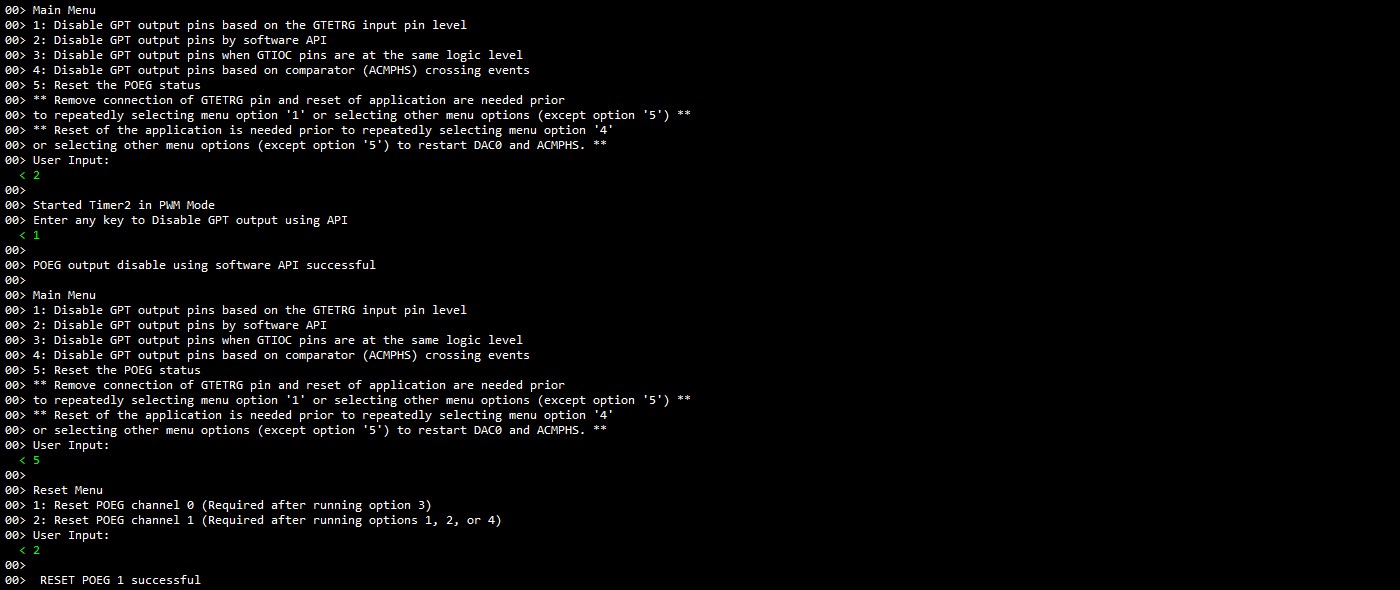 00> Main Menu
00> 1: Disable GPT output pins based on the GTETRG input pin level
00> 2: Disable GPT output pins by software API
00> 3: Disable GPT output pins when GTIOC pins are at the same logic level
00> 4: Disable GPT output pins based on comparator (ACMPHS) crossing events
00> 5: Reset the POEG status
00> ** Remove connection of GTETRG pin and reset of application are needed prior
00> to repeatedly selecting menu option '1' or selecting other menu options (except option '5') **
00> ** Reset of the application is needed prior to repeatedly selecting menu option '4'
00> or selecting other menu options (except option '5') to restart DAC0 and ACMPHS. **
00> User Input:
< 2
00>
00> Started Timer2 in PWM Mode
00> Enter any key to Disable GPT output using API
< 1
00>
00> POEG output disable using software API successful
00>
00> Main Menu
00> 1: Disable GPT output pins based on the GTETRG input pin level
00> 2: Disable GPT output pins by software API
00> 3: Disable GPT output pins when GTIOC pins are at the same logic level
00> 4: Disable GPT output pins based on comparator (ACMPHS) crossing events
00> 5: Reset the POEG status
00> ** Remove connection of GTETRG pin and reset of application are needed prior
00> to repeatedly selecting menu option '1' or selecting other menu options (except option '5') **
00> ** Reset of the application is needed prior to repeatedly selecting menu option '4'
00> or selecting other menu options (except option '5') to restart DAC0 and ACMPHS. **
00> User Input:
< 5
00>
00> Reset Menu
00> 1: Reset POEG channel 0 (Required after running option 3)
00> 2: Reset POEG channel 1 (Required after running options 1, 2, or 4)
00> User Input:
< 2
00>
00>  RESET POEG 1 successful